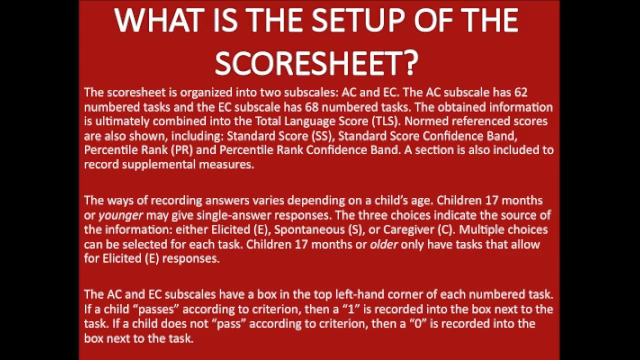 WHAT IS THE SETUP OF THE
SCORESHEET?
The scoresheet is organized into two subscales: AC and EC. The AC subscale has 62
numbered tasks and the EC subscale has 68 numbered tasks. The obtained information
is ultimately combined into the Total Language Score (TLS). Normed referenced scores
are also shown, including: Standard Score (SS), Standard Score Confidence Band,
Percentile Rank (PR) and Percentile Rank Confidence Band. A section is also included to
record supplemental measures.
The ways of recording answers varies depending on a child's age. Children 17 months
or younger may give single-answer responses. The three choices indicate the source of
the information: either Elicited (E), Spontaneous (S), or Caregiver (C). Multiple choices
can be selected for each task. Children 17 months or older only have tasks that allow
for Elicited (E) responses.
The AC and EC subscales have a box in the top left-hand corner of each numbered task.
If a child “passes” according to criterion, then a “1” is recorded into the box next to the
task. If a child does not “pass” according to criterion, then a “0” is recorded into the
box next to the task.